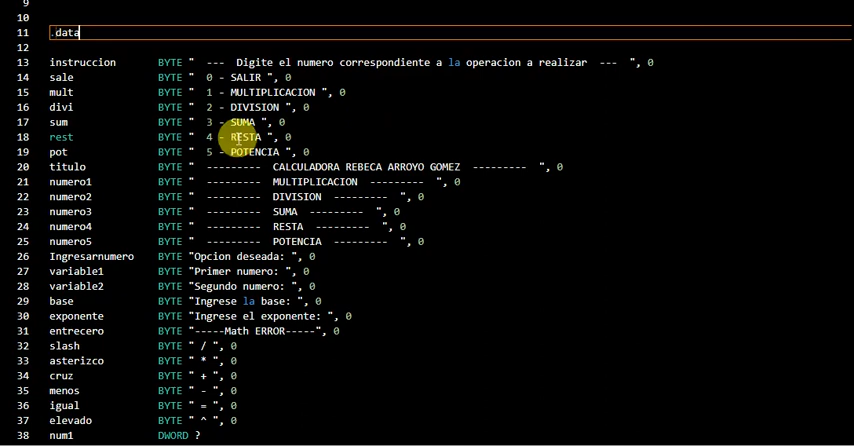 9
10
11 .data
12
13 instruccion BYTE " --- Digite el numero correspondiente a la operacion a realizar --- ", 0
14 sale BYTE " 0 - SALIR ", 0
15 mult BYTE " 1 - MULTIPLICACION ", 0
16 divi BYTE " 2 - DIVISION ", 0
17 sum BYTE " 3 - SUMA ", 0
18 rest BYTE " 4 - RESTA ", 0
19 pot BYTE " 5 - POTENCIA ", 0
20 titulo BYTE " --------- CALCULADORA REBECA ARROYO GOMEZ --------- ", 0
21 numero1 BYTE " --------- MULTIPLICACION --------- ", 0
22 numero2 BYTE " --------- DIVISION --------- ", 0
23 numero3 BYTE " --------- SUMA --------- ", 0
24 numero4 BYTE " --------- RESTA --------- ", 0
25 numero5 BYTE " --------- POTENCIA --------- ", 0
26 Ingresarnumero BYTE "Opcion deseada: ", 0
27 variable1 BYTE "Primer numero: ", 0
28 variable2 BYTE "Segundo numero: ", 0
29 base BYTE "Ingrese la base: ", 0
30 exponente BYTE "Ingrese el exponente: ", 0
31 entrecero BYTE "-----Math ERROR-----", 0
32 slash BYTE " / ", 0
33 asterizco BYTE " * ", 0
34 cruz BYTE " + ", 0
35 menos BYTE " - ", 0
36 igual BYTE " = ", 0
37 elevado BYTE " ^ ", 0
38 num1 DWORD ?